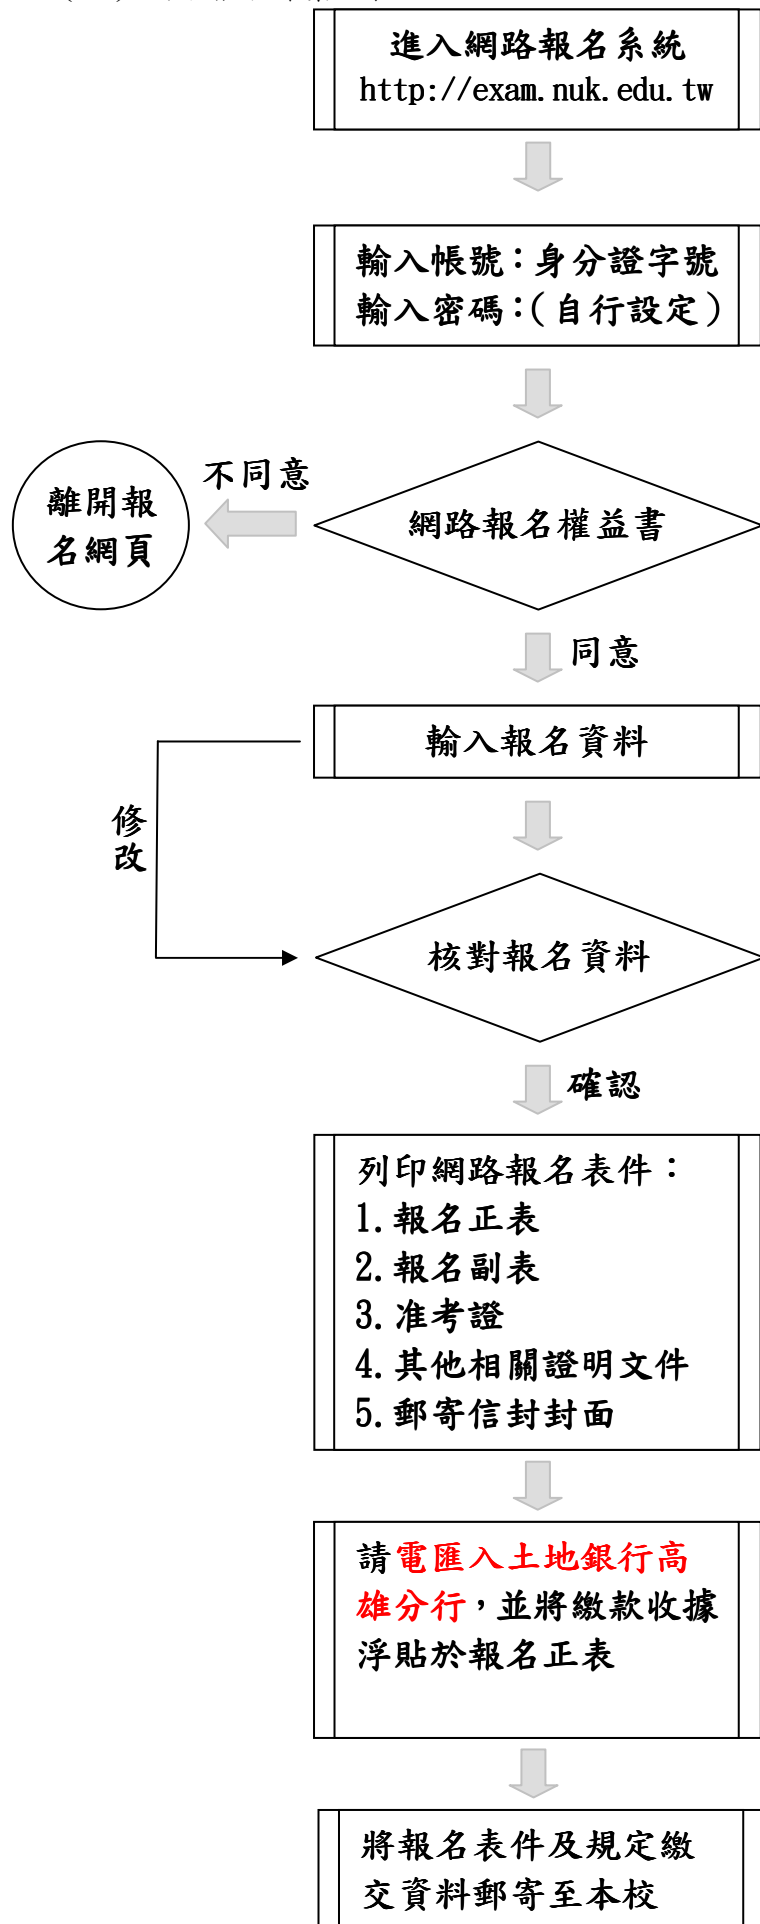 進入網路報名系統
http://exam.nuk.edu.tw
輸入帳號：身分證字號
輸入密碼：(自行設定)
不同意
離開報
名網頁
網路報名權益書
同意
輸入報名資料
修
改
核對報名資料
確認
列印網路報名表件：
1.報名正表
2.報名副表
3.准考證
4.其他相關證明文件
5.郵寄信封封面
請電匯入土地銀行高
雄分行，並將繳款收據
浮貼於報名正表
將報名表件及規定繳
交資料郵寄至本校